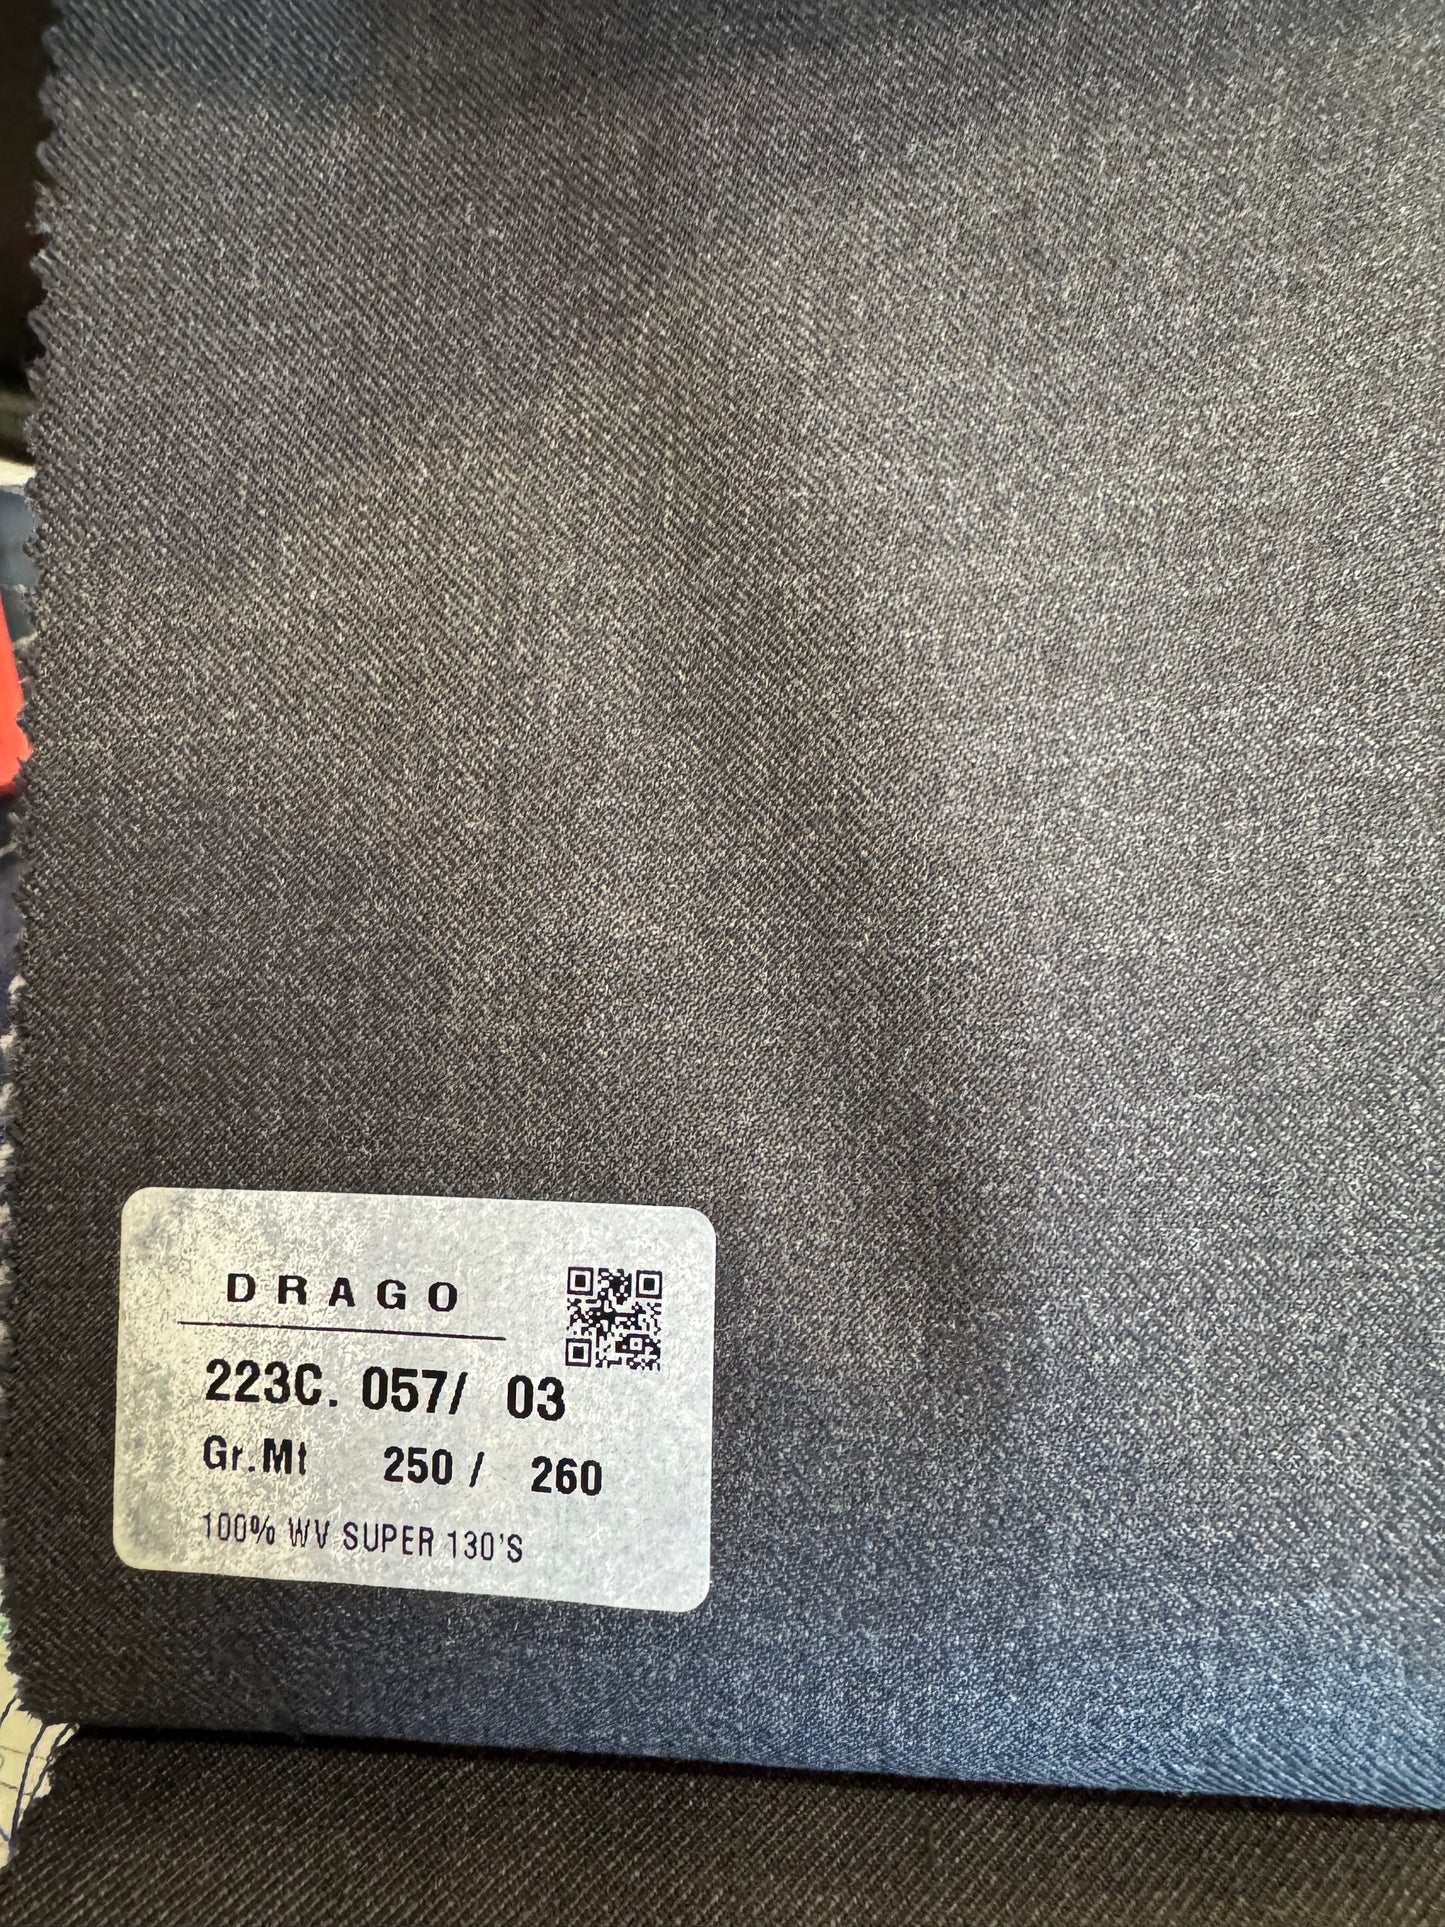 DRAGO
223C. 057/ 03
Gr.Mt 250 / 260
100% WV SUPER 130'S